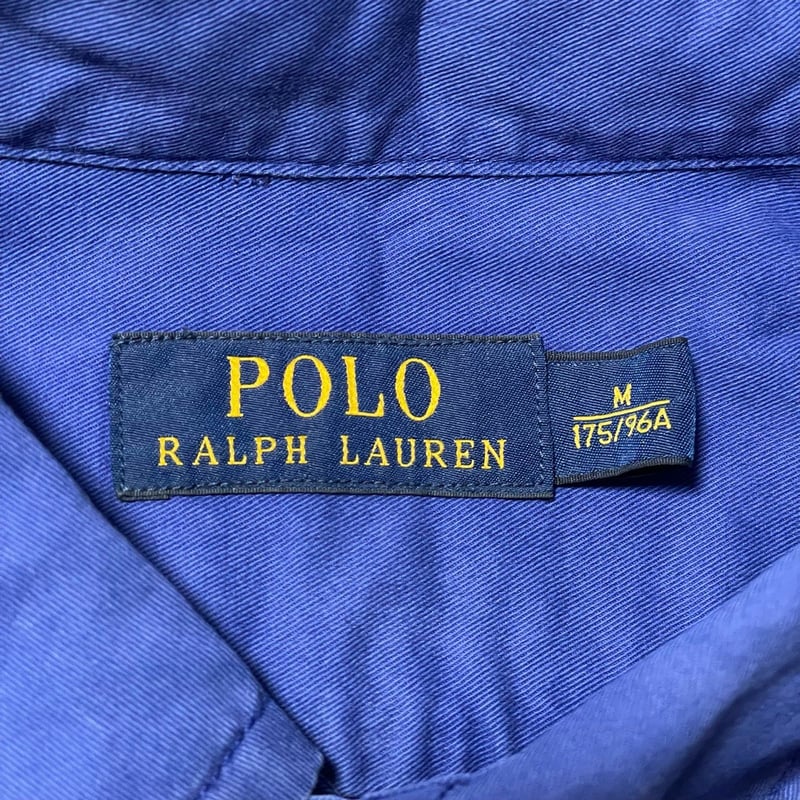 POLO
RALPH LAUREN
M
175/96A